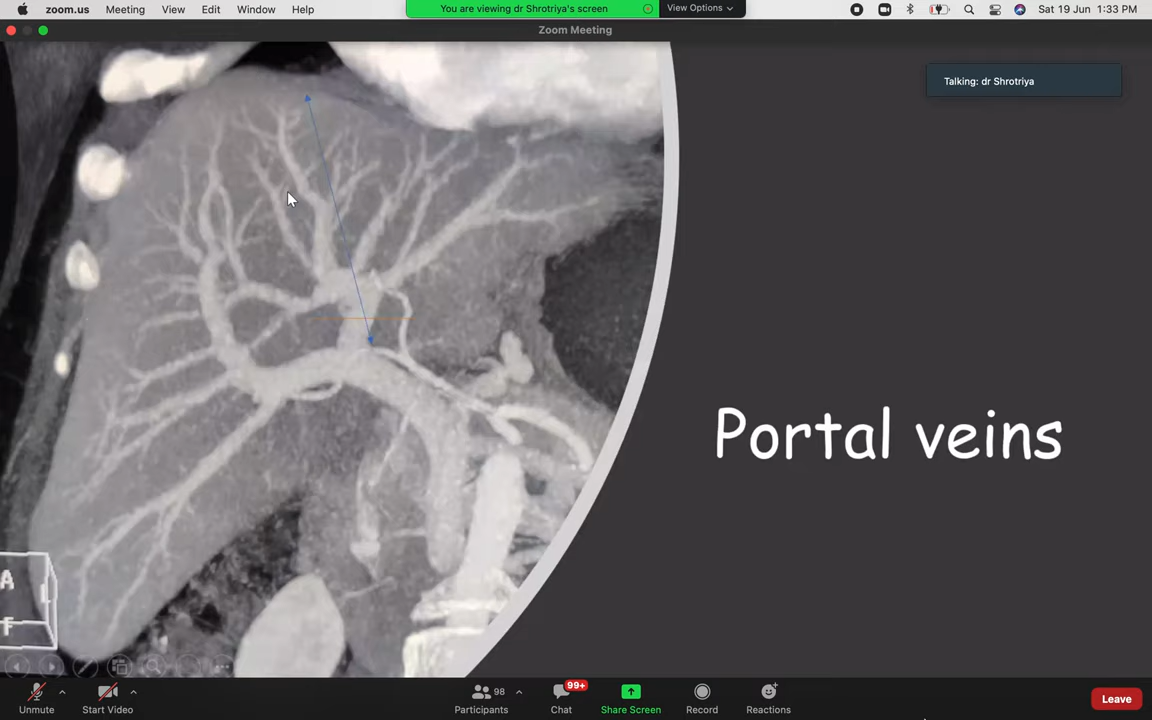 zoom.us Meeting View Edit Window Help
You are viewing dr Shrotriya's screen
View Options
Sat 19 Jun 1:33 PM
Zoom Meeting
Talking: dr Shrotriya
Portal veins
A
L
F
Unmute
Start Video
98
Participants
99+
Chat
Share Screen
Record
Reactions
Leave